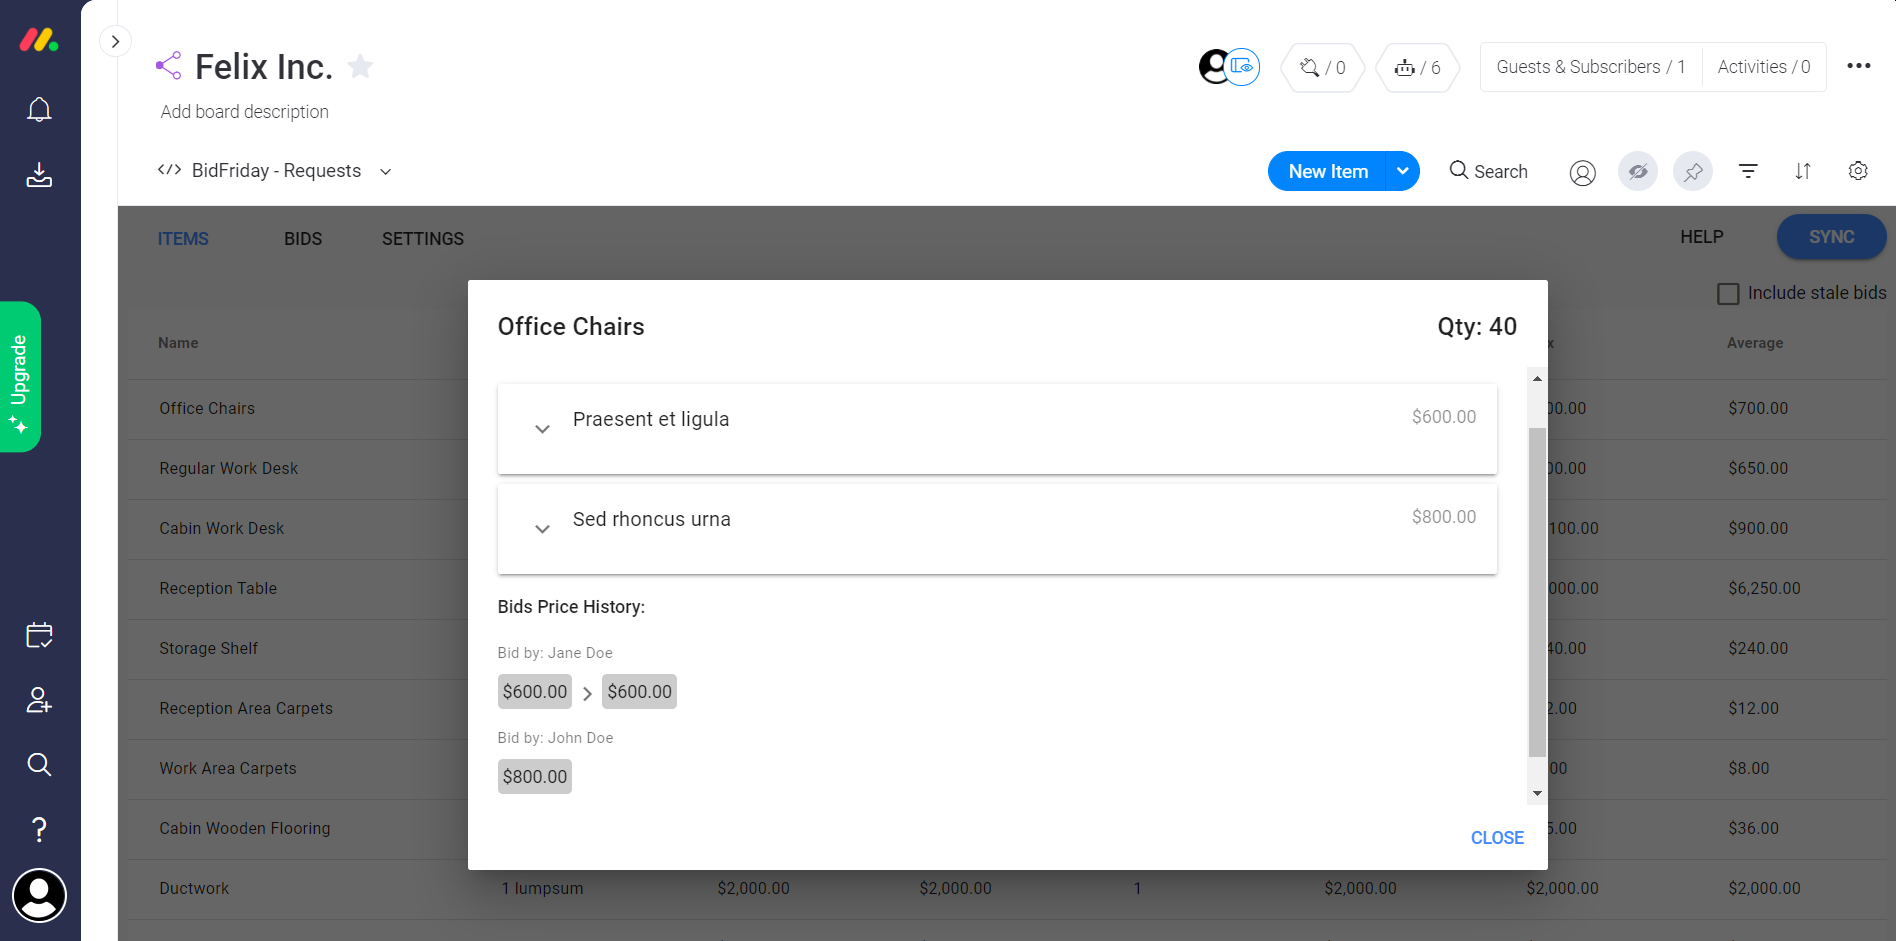 Felix Inc.
/ 0
/ 6
Guests & Subscribers / 1
Activities / 0
Add board description
BidFriday - Requests
New Item
Search
ITEMS
BIDS
SETTINGS
HELP
SYNC
Include stale bids
Upgrade
Office Chairs
Qty: 40
Name
x
Average
Praesent et ligula
$600.00
Office Chairs
00.00
$700.00
Regular Work Desk
00.00
$650.00
Sed rhoncus urna
$800.00
Cabin Work Desk
100.00
$900.00
Reception Table
000.00
$6,250.00
Bids Price History:
Storage Shelf
Bid by: Jane Doe
40.00
$240.00
$600.00 > $600.00
Reception Area Carpets
2.00
$12.00
Bid by: John Doe
Work Area Carpets
$800.00
00
$8.00
Cabin Wooden Flooring
5.00
$36.00
CLOSE
Ductwork
1 lumpsum
$2,000.00
$2,000.00
1
$2,000.00
$2,000.00
$2,000.00